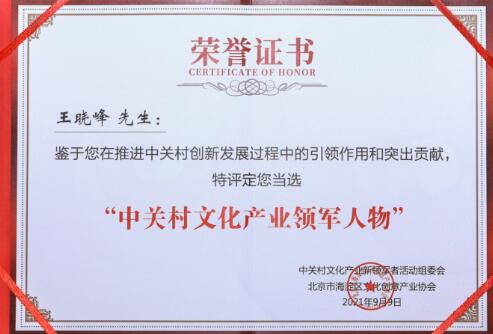 荣誉证书
CERTIFICATE OF HONOR
王晓峰 先生：
鉴于您在推进中关村创新发展过程中的引领作用和突出贡献，
特评定您当选
“中关村文化产业领军人物”
中关村文化产业新领军者活动组委会
北京市海淀区文化创意产业协会
2021年9月9日